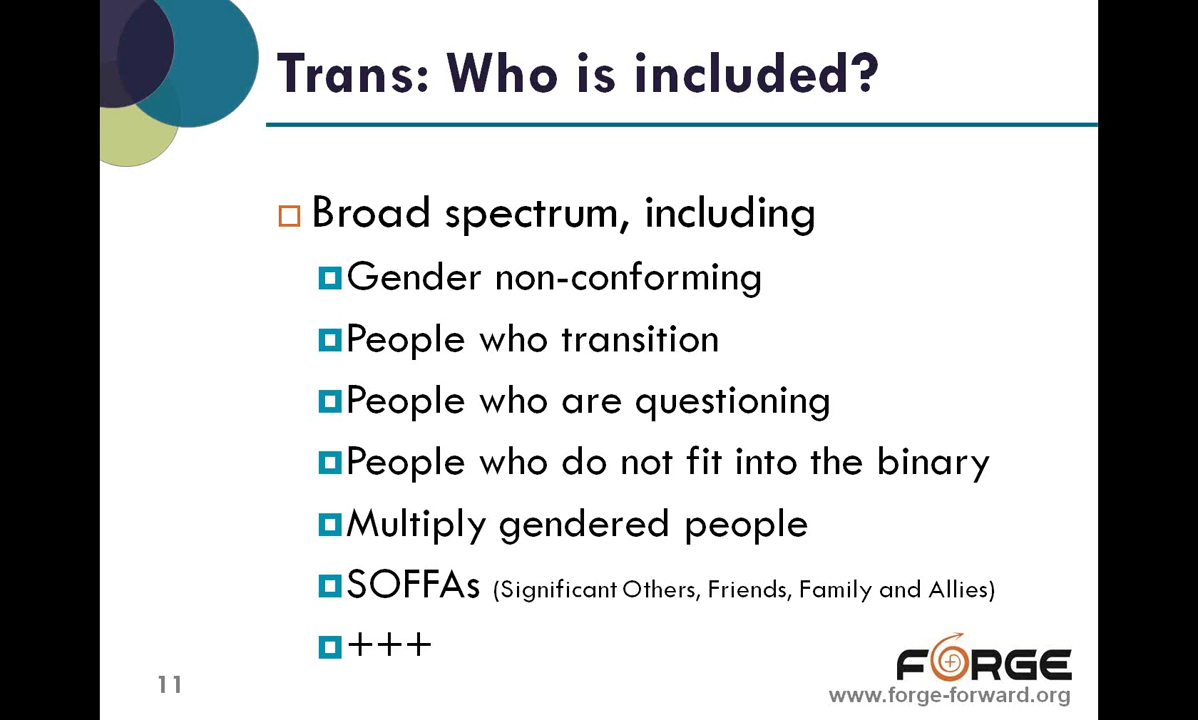 Trans: Who is included?
Broad spectrum, including
Gender non-conforming
People who transition
People who are questioning
People who do not fit into the binary
Multiply gendered people
SOFFAs (Significant Others, Friends, Family and Allies)
+++
FORGE
11
www.forge-forward.org